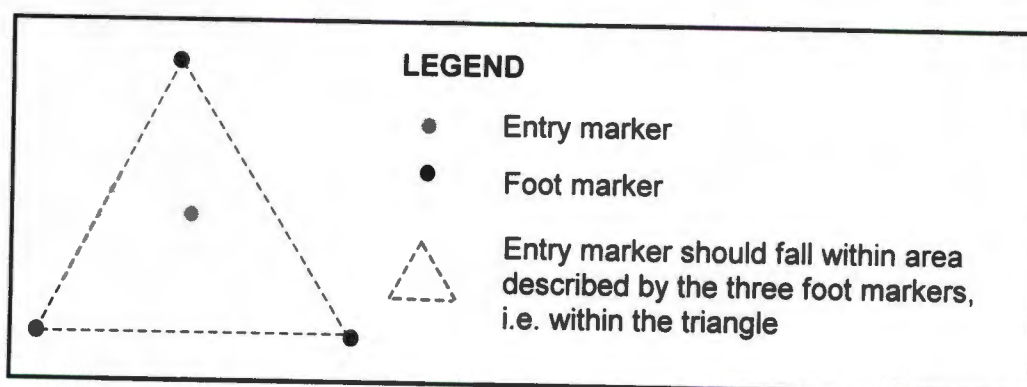 LEGEND
Entry marker
Foot marker
Entry marker should fall within area
described by the three foot markers,
i.e. within the triangle